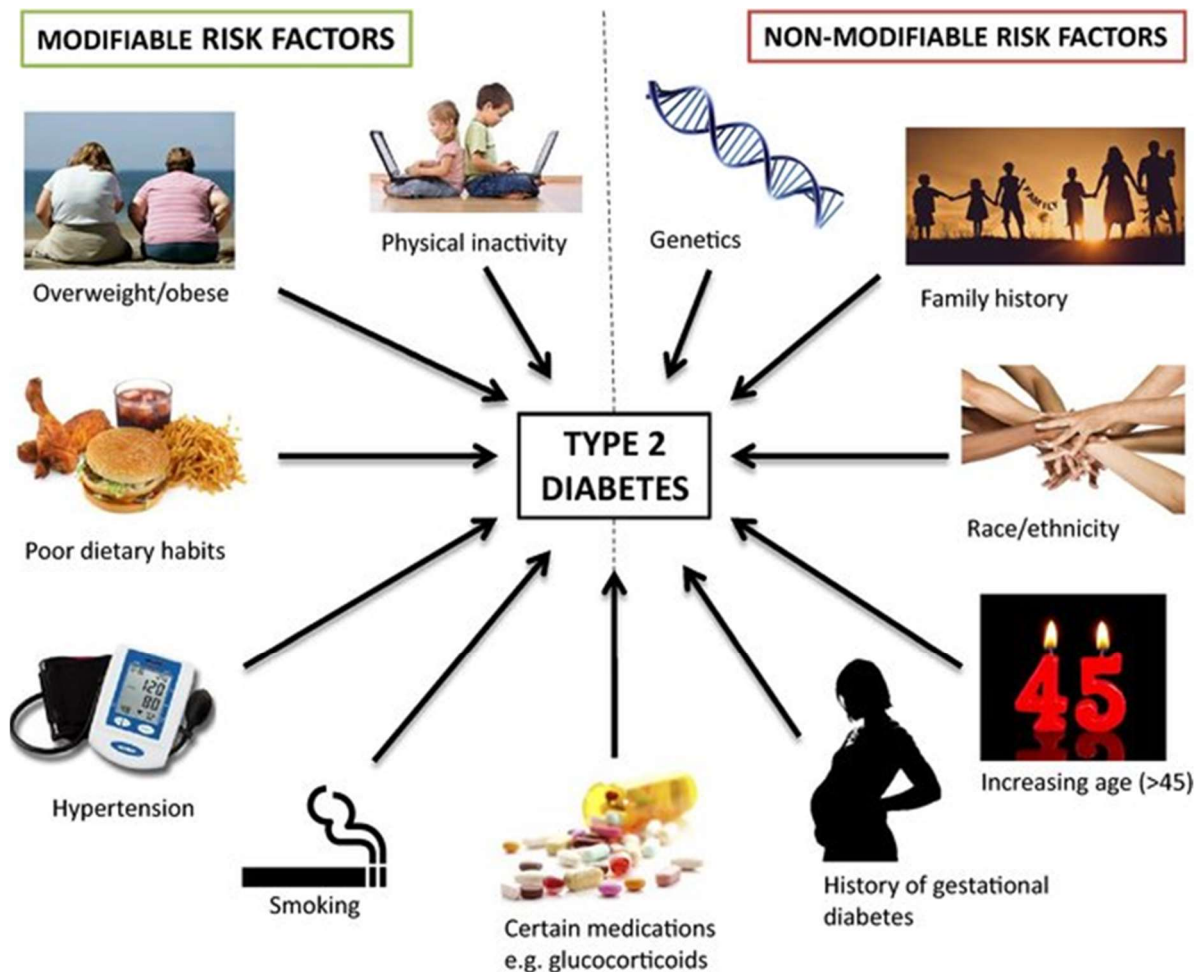 MODIFIABLE RISK FACTORS
NON-MODIFIABLE RISK FACTORS
Physical inactivity
Genetics
FAMILY
Overweight/obese
Family history
TYPE 2
DIABETES
Poor dietary habits
Race/ethnicity
120
80
45
Hypertension
Increasing age (>45)
Smoking
History of gestational
diabetes
Certain medications
e.g. glucocorticoids